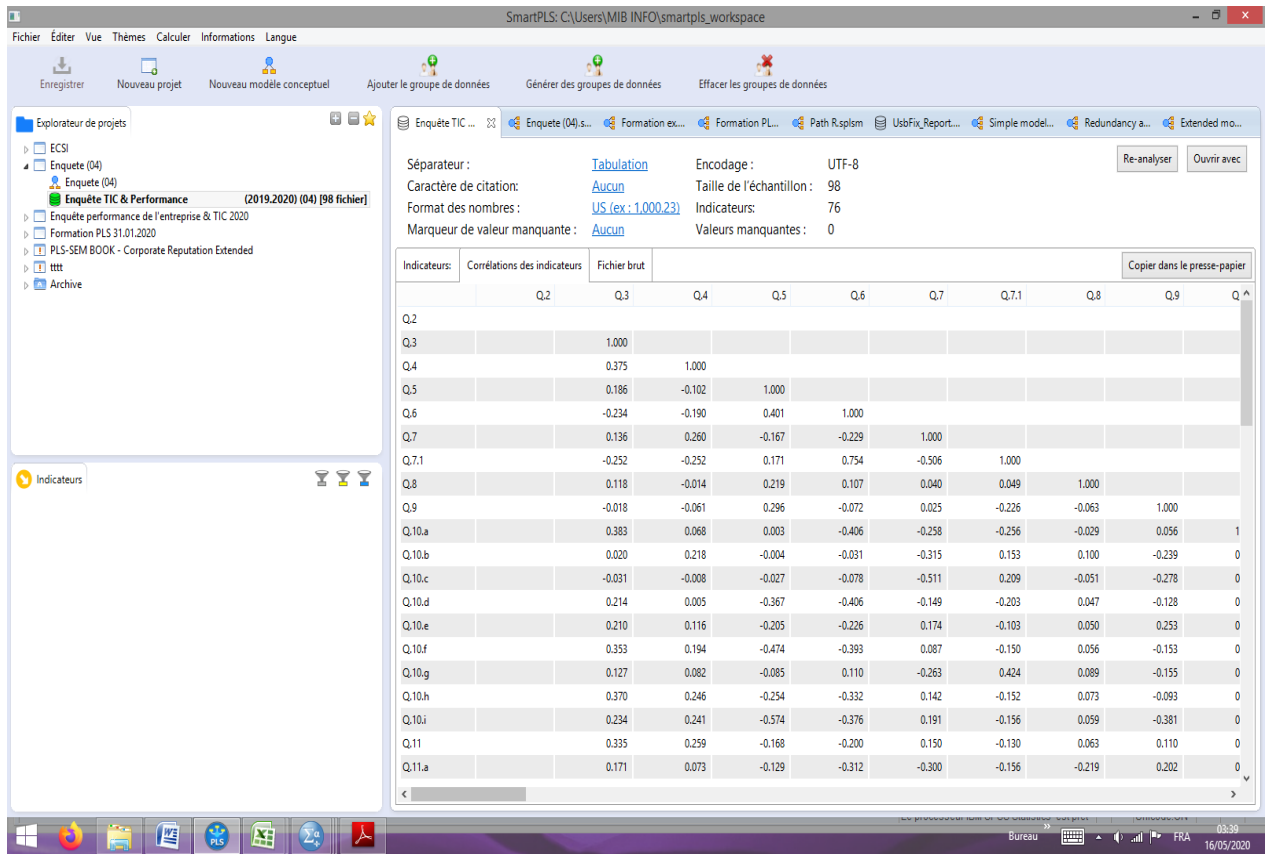 SmartPLS: C:\Users\MIB INFO\smartpls_workspace
Fichier Éditer Vue Thèmes Calculer Informations Langue
Enregistrer Nouveau projet Nouveau modèle conceptuel Ajouter le groupe de données Générer des groupes de données Effacer les groupes de données
Explorateur de projets
ECSI
Enquete (04)
Enquete (04)
Enquête TIC & Performance (2019.2020) (04) [98 fichier]
Enquête performance de l'entreprise & TIC 2020
Formation PLS 31.01.2020
PLS-SEM BOOK - Corporate Reputation Extended
tttt
Archive
Indicateurs
Enquête TIC ... Enquete (04).s... Formation ex.... Formation PL... Path R.splsm UsbFix_Report.... Simple model... Redundancy a... Extended mo...
Séparateur : Tabulation Encodage : UTF-8 Re-analyser Ouvrir avec
Caractère de citation: Aucun Taille de l'échantillon : 98
Format des nombres : US (ex : 1,000.23) Indicateurs: 76
Marqueur de valeur manquante : Aucun Valeurs manquantes : 0
Indicateurs: Corrélations des indicateurs Fichier brut Copier dans le presse-papier
Q.2 Q.3 Q.4 Q.5 Q.6 Q.7 Q.7.1 Q.8 Q.9 Q
Q.2
Q.3 1.000
Q.4 0.375 1.000
Q.5 0.186 -0.102 1.000
Q.6 -0.234 -0.190 0.401 1.000
Q.7 0.136 0.260 -0.167 -0.229 1.000
Q.7.1 -0.252 -0.252 0.171 0.754 -0.506 1.000
Q.8 0.118 -0.014 0.219 0.107 0.040 0.049 1.000
Q.9 -0.018 -0.061 0.296 -0.072 0.025 -0.226 -0.063 1.000
Q.10.a 0.383 0.068 0.003 -0.406 -0.258 -0.256 -0.029 0.056 1
Q.10.b 0.020 0.218 -0.004 -0.031 -0.315 0.153 0.100 -0.239 0
Q.10.c -0.031 -0.008 -0.027 -0.078 -0.511 0.209 -0.051 -0.278 0
Q.10.d 0.214 0.005 -0.367 -0.406 -0.149 -0.203 0.047 -0.128 0
Q.10.e 0.210 0.116 -0.205 -0.226 0.174 -0.103 0.050 0.253 0
Q.10.f 0.353 0.194 -0.474 -0.393 0.087 -0.150 0.056 -0.153 0
Q.10.g 0.127 0.082 -0.085 0.110 -0.263 0.424 0.089 -0.155 0
Q.10.h 0.370 0.246 -0.254 -0.332 0.142 -0.152 0.073 -0.093 0
Q.10.i 0.234 0.241 -0.574 -0.376 0.191 -0.156 0.059 -0.381 0
Q.11 0.335 0.259 -0.168 -0.200 0.150 -0.130 0.063 0.110 0
Q.11.a 0.171 0.073 -0.129 -0.312 -0.300 -0.156 -0.219 0.202 0
PLS
Bureau FRA 03:39
16/05/2020